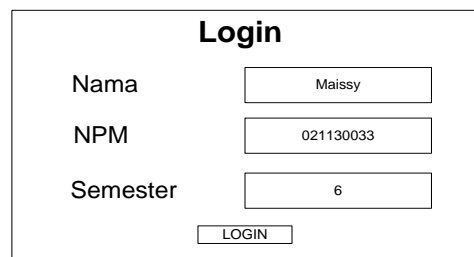 Login
Nama Maissy
NPM 021130033
Semester 6
LOGIN